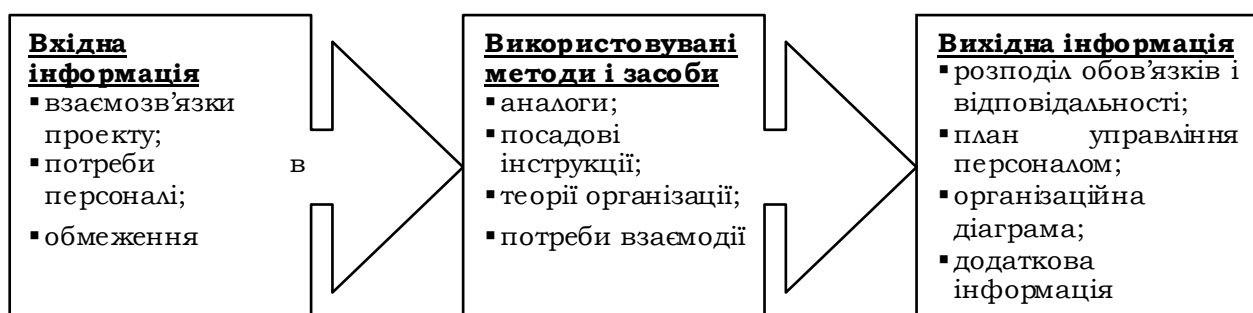 Вхідна
інформація
▪ взаємозв’язки
проекту;
▪ потреби в
персоналі;
▪ обмеження
Використовувані
методи і засоби
▪ аналоги;
▪ посадові
інструкції;
▪ теорії організації;
▪ потреби взаємодії
Вихідна інформація
▪ розподіл обов’язків і
відповідальності;
▪ план управління
персоналом;
▪ організаційна
діаграма;
▪ додаткова
інформація